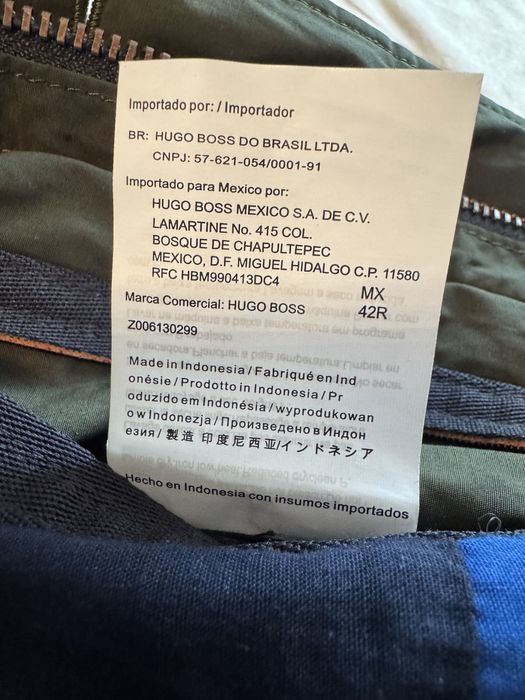 Importado por: / Importador
BR: HUGO BOSS DO BRASIL LTDA.
CNPJ: 57-621-054/0001-91
Importado para Mexico por:
HUGO BOSS MEXICO S.A. DE C.V.
LAMARTINE No. 415 COL.
BOSQUE DE CHAPULTEPEC
MEXICO, D.F. MIGUEL HIDALGO C.P. 11580
RFC HBM990413DC4 MX
Marca Comercial: HUGO BOSS 42R
Z006130299
Made in Indonesia / Fabriqué en Ind
onésie / Prodotto in Indonesia / Pr
oduzido em Indonésia / wyprodukowan
o w Indonezja / Произведено в Индон
езия / 製造 印度尼西亚/インドネシア
Hecho en Indonesia con insumos importados